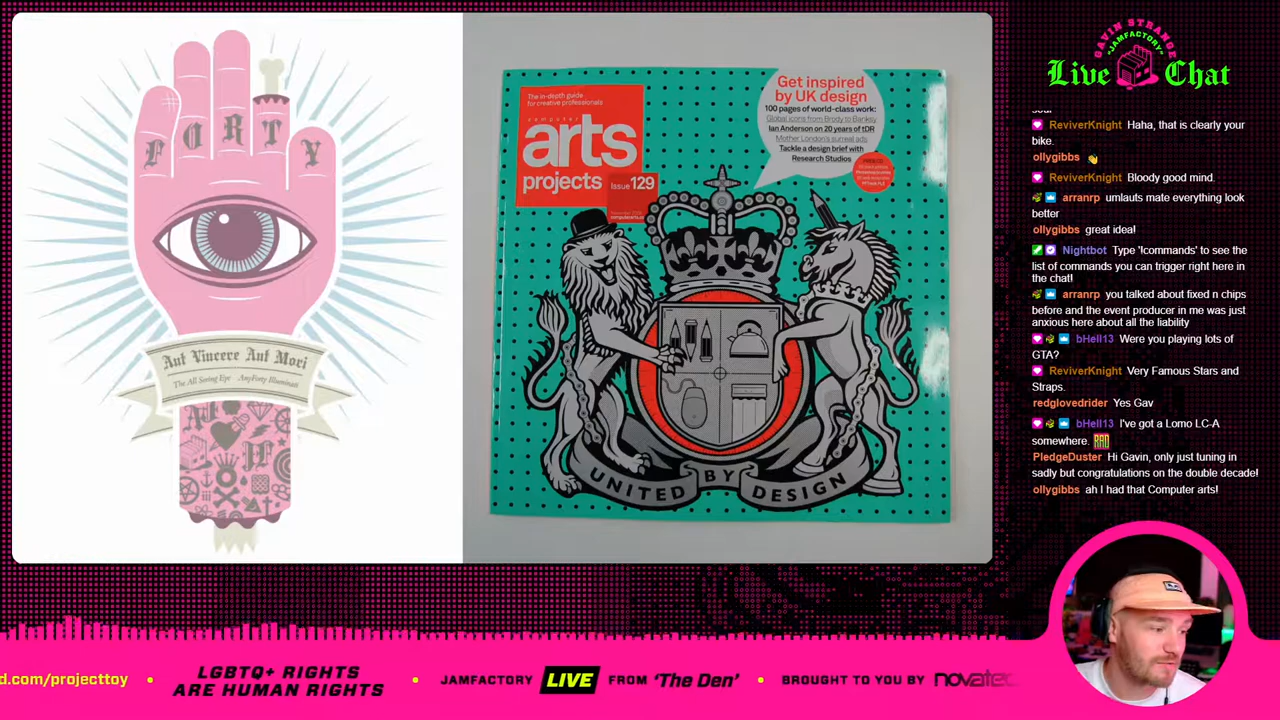 FORTY
Aut Vincere Aut Mori
The All Seeing Eye AmpForty Illuminati
The in-depth guide
for creative professionals
computer
arts
projects
Issue 129
Get inspired
by UK design
100 pages of world-class work:
Global icons from Brody to Banksy
Ian Anderson on 20 years of tDR
Mother London's surreal ads
Tackle a design brief with
Research Studios
UNITED BY DESIGN
GAVIN STRANGE
"JAMFACTORY"
Live Chat
ReviverKnight Haha, that is clearly your
bike.
ollygibbs
ReviverKnight Bloody good mind.
arranrp umlauts mate everything look
better
ollygibbs great idea!
Nightbot Type '!commands' to see the
list of commands you can trigger right here in
the chat!
arranrp you talked about fixed n chips
before and the event producer in me was just
anxious here about all the liability
bHell13 Were you playing lots of
GTA?
ReviverKnight Very Famous Stars and
Straps.
redglovedrider Yes Gav
bHell13 I've got a Lomo LC-A
somewhere. RAD
PledgeDuster Hi Gavin, only just tuning in
sadly but congratulations on the double decade!
ollygibbs ah I had that Computer arts!
d.com/projecttoy • LGBTQ+ RIGHTS
ARE HUMAN RIGHTS • JAMFACTORY LIVE FROM 'The Den' • BROUGHT TO YOU BY novatec